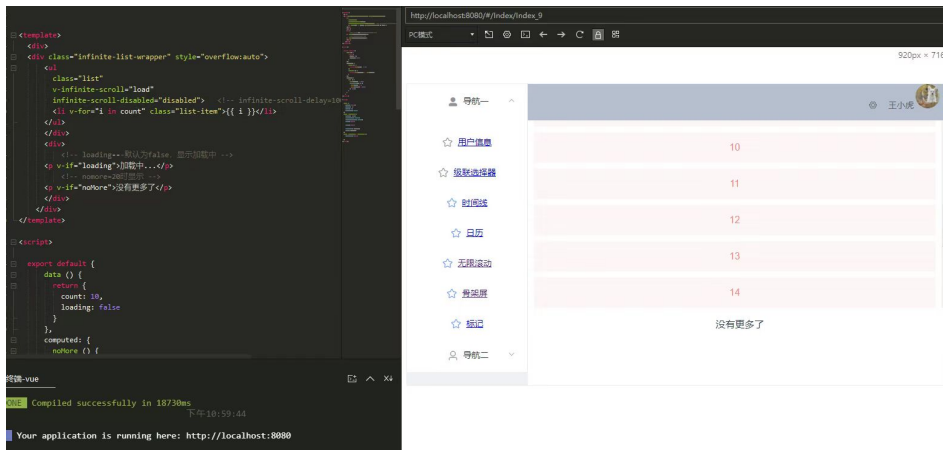 <template>
<div>
<div class="infinite-list-wrapper" style="overflow:auto">
<ul
class="list"
v-infinite-scroll="load"
infinite-scroll-disabled="disabled"> <!-- infinite-scroll-delay=10
<li v-for="i in count" class="list-item">{{ i }}</li>
</ul>
</div>
<div>
<!-- loading---默认为false, 显示加载中 -->
<p v-if="loading">加载中...</p>
<!-- nomore=20时显示 -->
<p v-if="noMore">没有更多了</p>
</div>
</div>
</template>
<script>
export default {
data () {
return {
count: 10,
loading: false
}
},
computed: {
noMore () {
终端-vue
DONE Compiled successfully in 18730ms
下午10:59:44
Your application is running here: http://localhost:8080
http://localhost:8080/#/Index/Index_9
PC模式
920px × 716
导航一
王小虎
用户信息
级联选择器
时间线
日历
无限滚动
骨架屏
标记
导航二
10
11
12
13
14
没有更多了